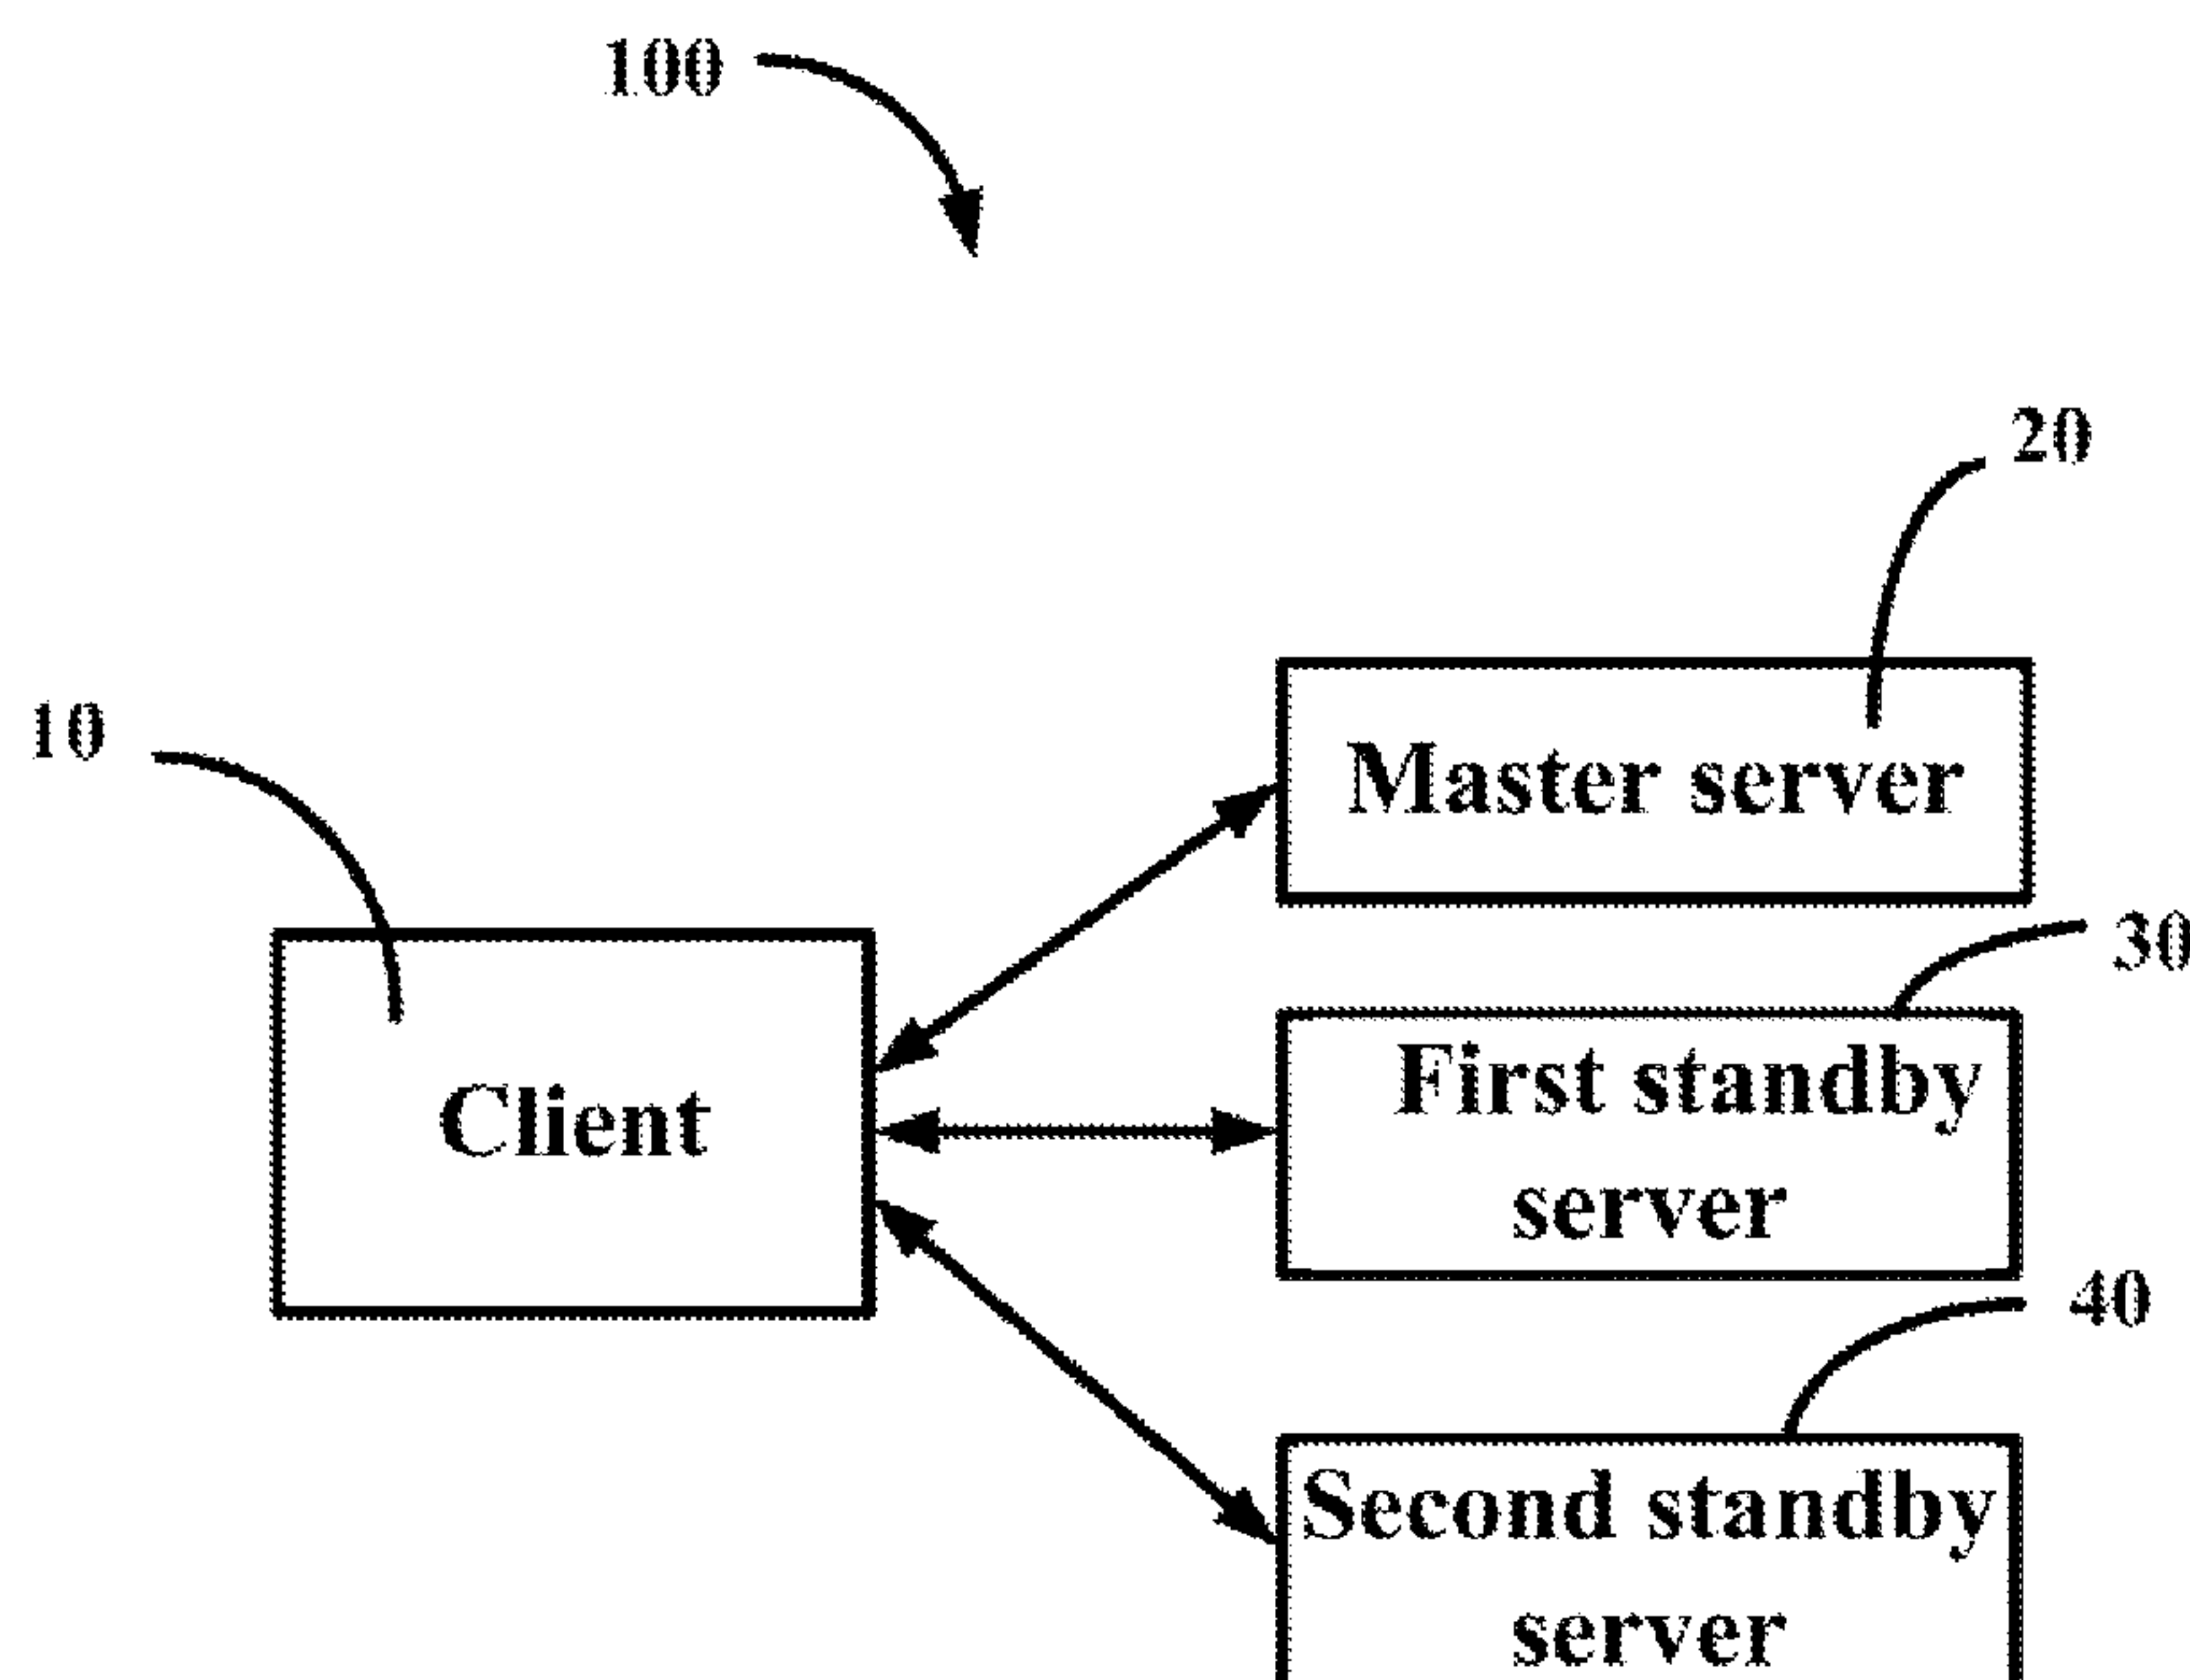 100
20
10
Master server
30
First standby
server
Client
40
Second standby
server